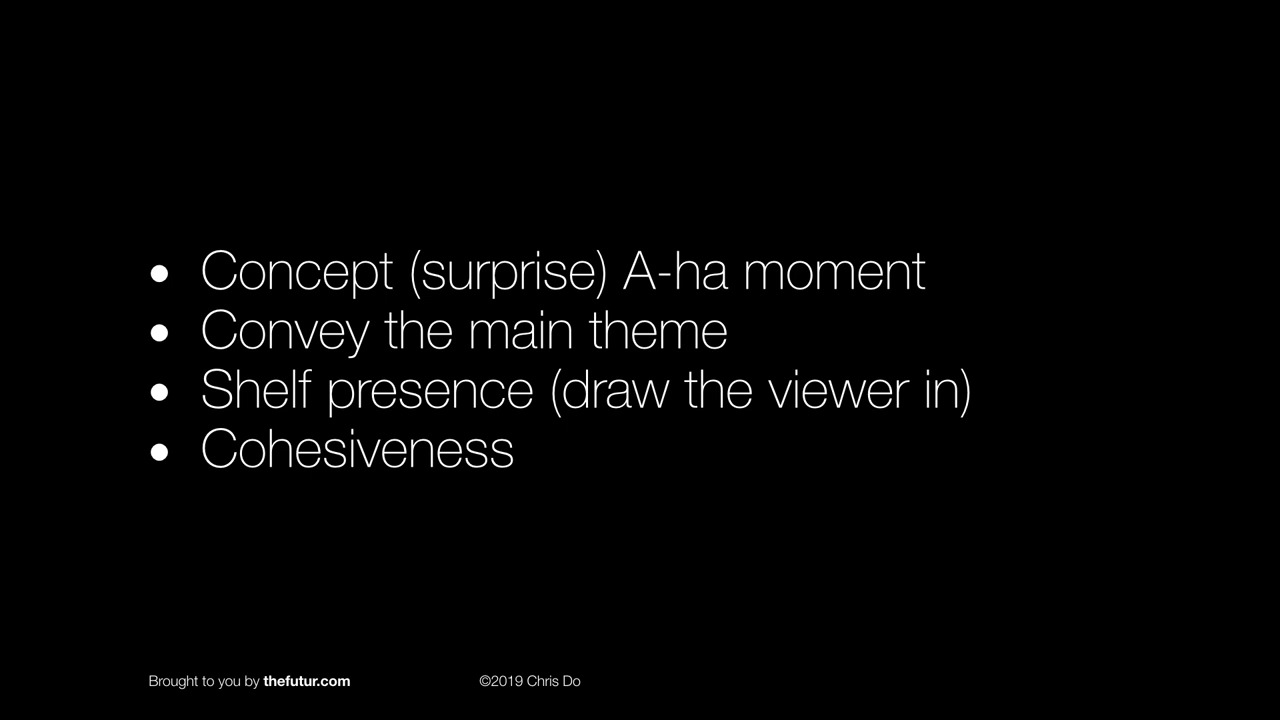 • Concept (surprise) A-ha moment
• Convey the main theme
• Shelf presence (draw the viewer in)
• Cohesiveness
Brought to you by thefutur.com ©2019 Chris Do